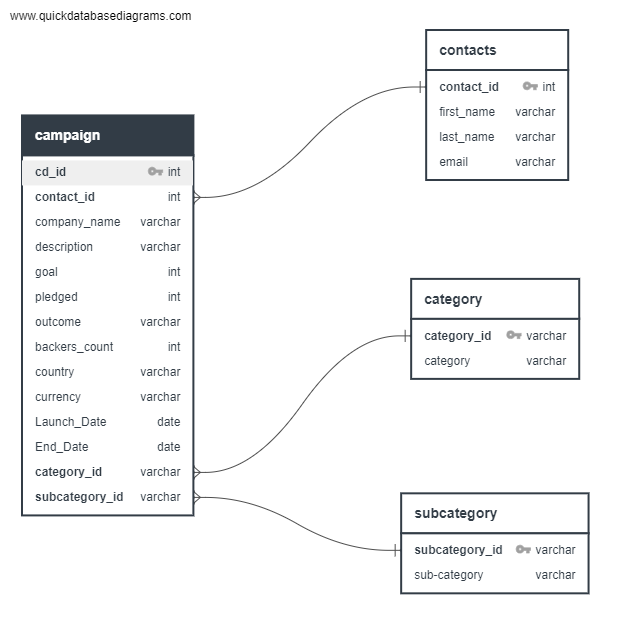 www.quickdatabasediagrams.com
contacts
contact_id int
first_name varchar
last_name varchar
email varchar
campaign
cd_id int
contact_id int
company_name varchar
description varchar
goal int
pledged int
outcome varchar
backers_count int
country varchar
currency varchar
Launch_Date date
End_Date date
category_id varchar
subcategory_id varchar
category
category_id varchar
category varchar
subcategory
subcategory_id varchar
sub-category varchar